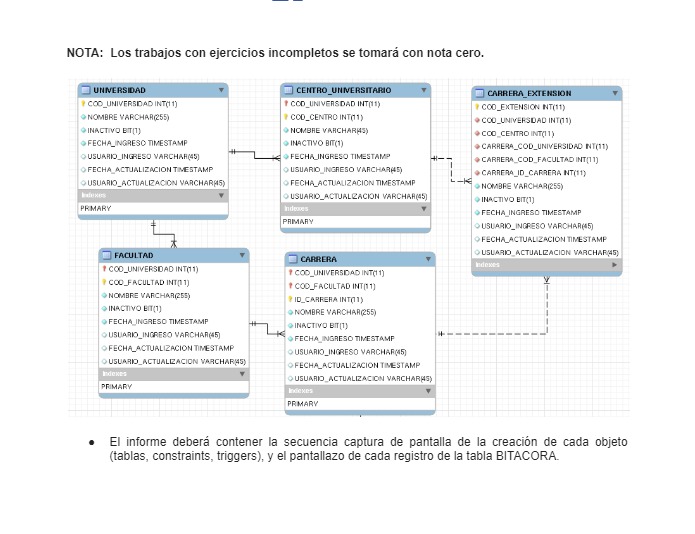 NOTA: Los trabajos con ejercicios incompletos se tomará con nota cero.
UNIVERSIDAD
COD_UNIVERSIDAD INT(11)
NOMBRE VARCHAR(255)
INACTIVO BIT(1)
FECHA_INGRESO TIMESTAMP
USUARIO_INGRESO VARCHAR(45)
FECHA_ACTUALIZACION TIMESTAMP
USUARIO_ACTUALIZACION VARCHAR(45)
Indexes
PRIMARY
CENTRO_UNIVERSITARIO
COD_UNIVERSIDAD INT(11)
COD_CENTRO INT(11)
NOMBRE VARCHAR(45)
INACTIVO BIT(1)
FECHA_INGRESO TIMESTAMP
USUARIO_INGRESO VARCHAR(45)
FECHA_ACTUALIZACION TIMESTAMP
USUARIO_ACTUALIZACION VARCHAR(45)
Indexes
PRIMARY
CARRERA_EXTENSION
COD_EXTENSION INT(11)
COD_UNIVERSIDAD INT(11)
COD_CENTRO INT(11)
CARRERA_COD_UNIVERSIDAD INT(11)
CARRERA_COD_FACULTAD INT(11)
CARRERA_ID_CARRERA INT(11)
NOMBRE VARCHAR(255)
INACTIVO BIT(1)
FECHA_INGRESO TIMESTAMP
USUARIO_INGRESO VARCHAR(45)
FECHA_ACTUALIZACION TIMESTAMP
USUARIO_ACTUALIZACION VARCHAR(45)
Indexes
FACULTAD
COD_UNIVERSIDAD INT(11)
COD_FACULTAD INT(11)
NOMBRE VARCHAR(255)
INACTIVO BIT(1)
FECHA_INGRESO TIMESTAMP
USUARIO_INGRESO VARCHAR(45)
FECHA_ACTUALIZACION TIMESTAMP
USUARIO_ACTUALIZACION VARCHAR(45)
Indexes
PRIMARY
CARRERA
COD_UNIVERSIDAD INT(11)
COD_FACULTAD INT(11)
ID_CARRERA INT(11)
NOMBRE VARCHAR(255)
INACTIVO BIT(1)
FECHA_INGRESO TIMESTAMP
USUARIO_INGRESO VARCHAR(45)
FECHA_ACTUALIZACION TIMESTAMP
USUARIO_ACTUALIZACION VARCHAR(45)
Indexes
PRIMARY
● El informe deberá contener la secuencia captura de pantalla de la creación de cada objeto
(tablas, constraints, triggers), y el pantallazo de cada registro de la tabla BITACORA.